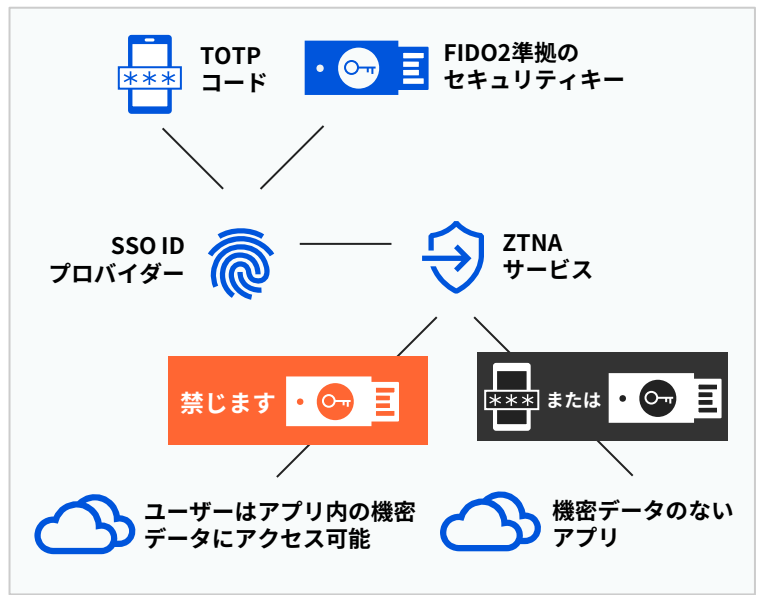 TOTP
コード
FIDO2準拠の
セキュリティキー
SSO ID
プロバイダー
ZTNA
サービス
禁じます
***
または
***
ユーザーはアプリ内の機密
データにアクセス可能
機密データのない
アプリ